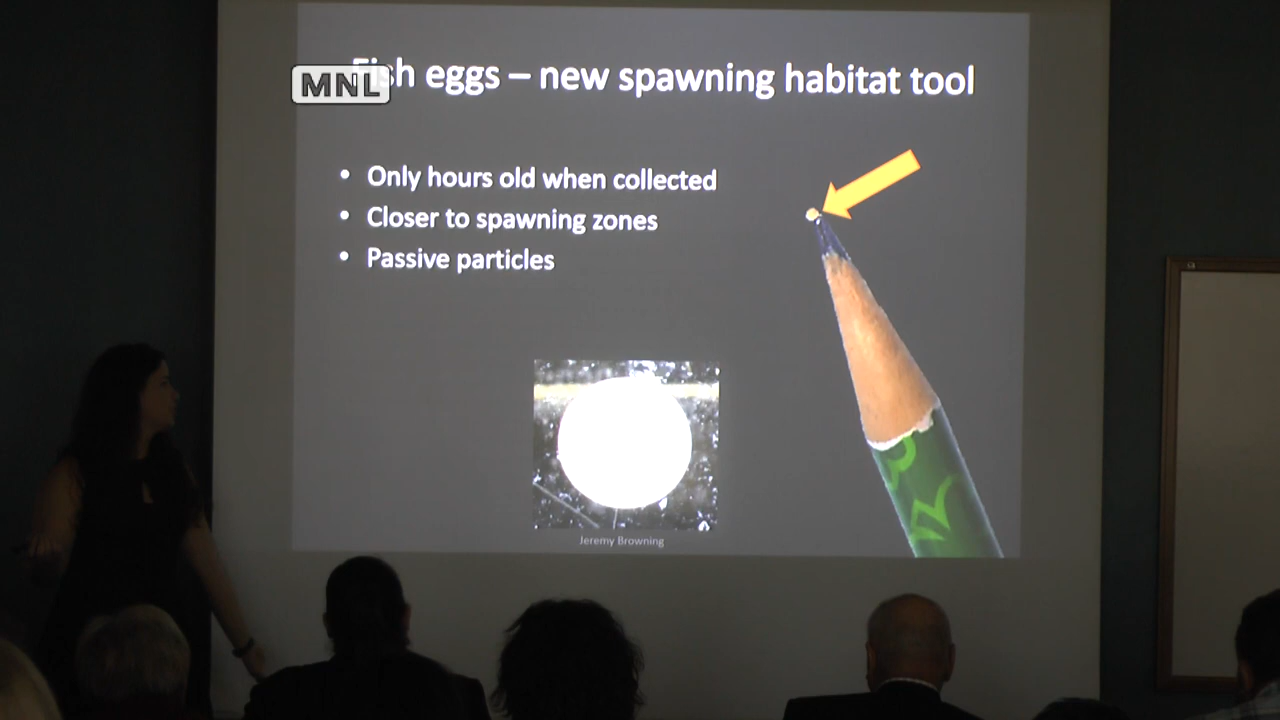 MNL
Fish eggs – new spawning habitat tool
• Only hours old when collected
• Closer to spawning zones
• Passive particles
Jeremy Browning